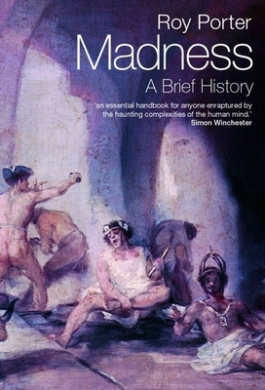 Roy Porter
Madness
A Brief History
'an essential handbook for anyone enraptured by
the haunting complexities of the human mind.'
Simon Winchester